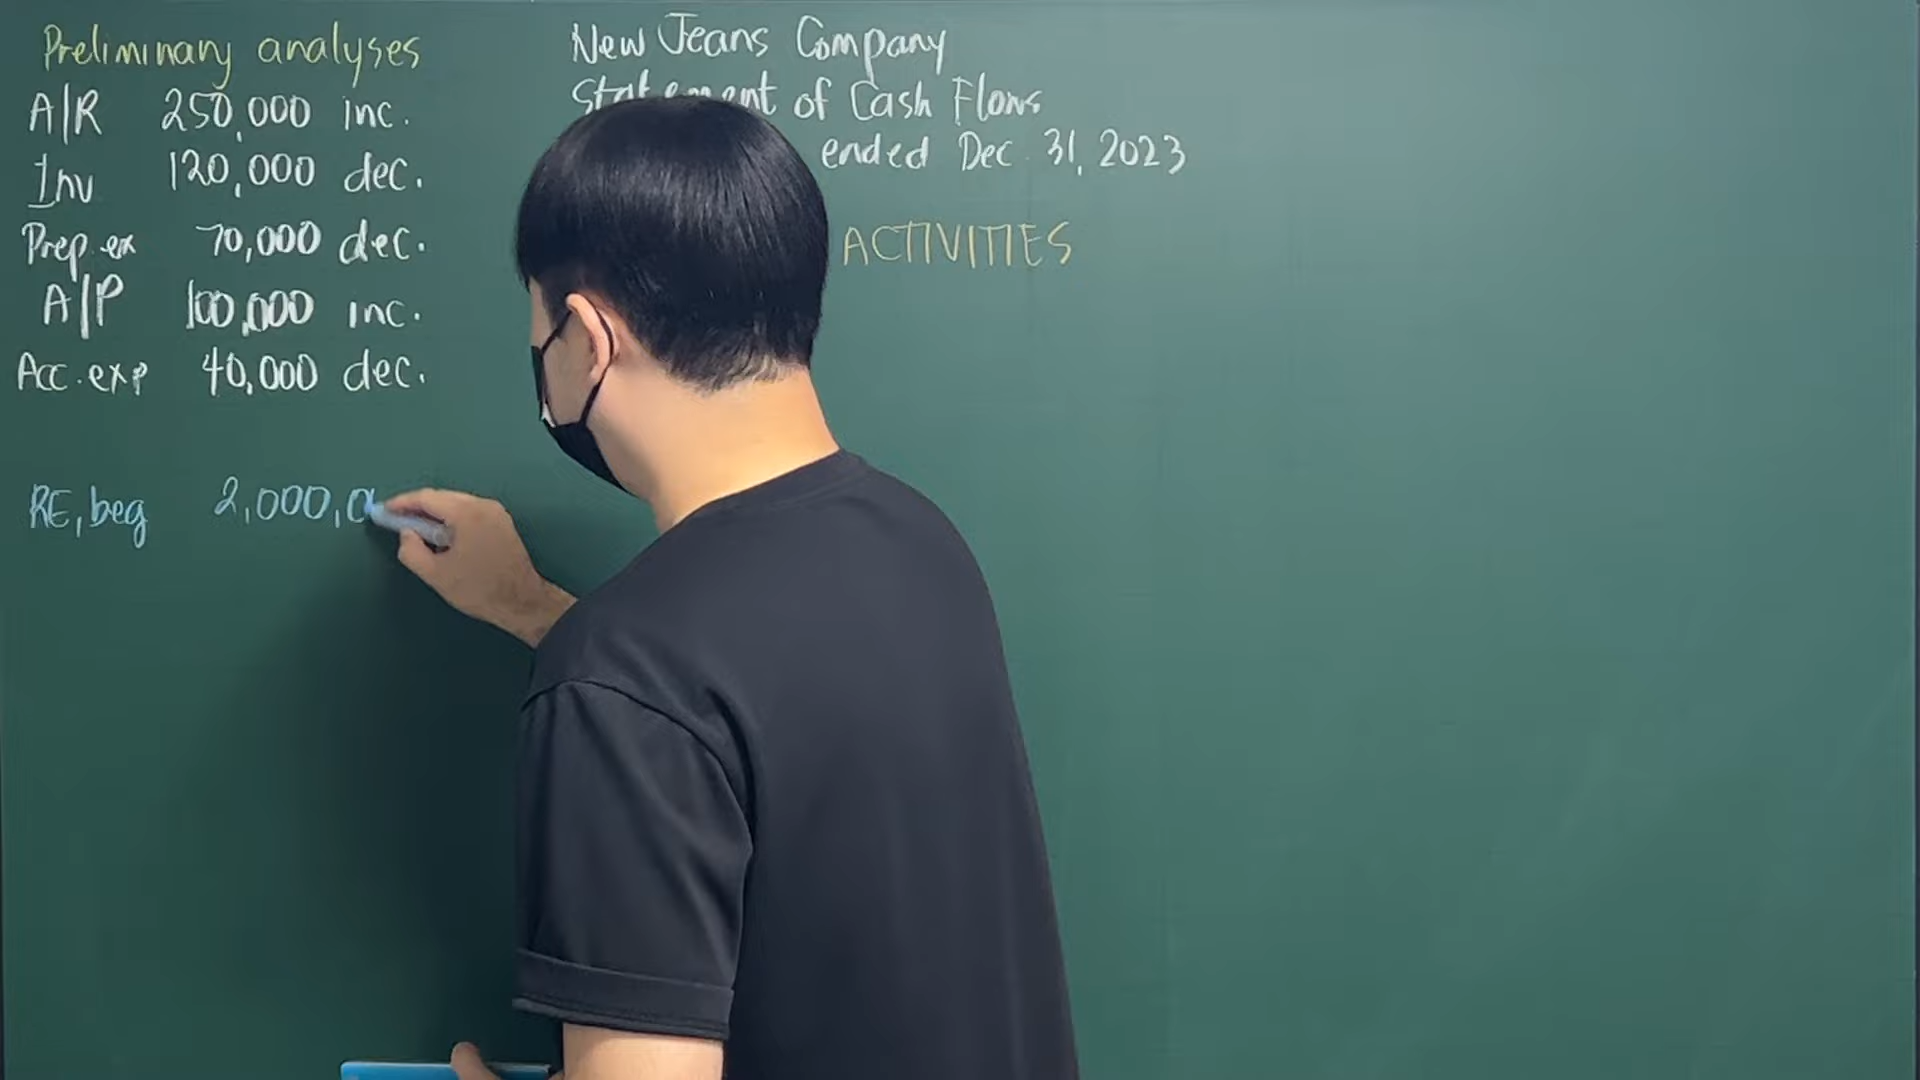 Preliminary analyses
A/R 250,000 inc.
Inv 120,000 dec.
Prep. ex 70,000 dec.
A/P 100,000 inc.
Acc. exp 40,000 dec.
RE, beg 2,000,0
New Jeans Company
of Cash Flows
ended Dec. 31, 2023
ACTIVITIES